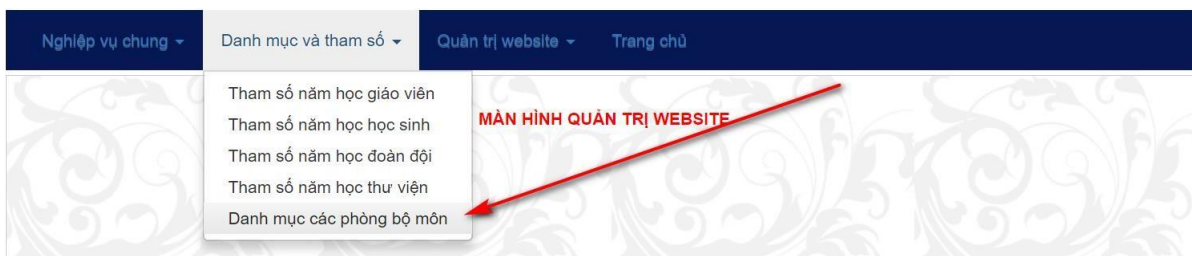 Nghiệp vụ chung Danh mục và tham số Quản trị website Trang chủ
Tham số năm học giáo viên
Tham số năm học học sinh
MÀN HÌNH QUẢN TRỊ WEBSITE
Tham số năm học đoàn đội
Tham số năm học thư viện
Danh mục các phòng bộ môn